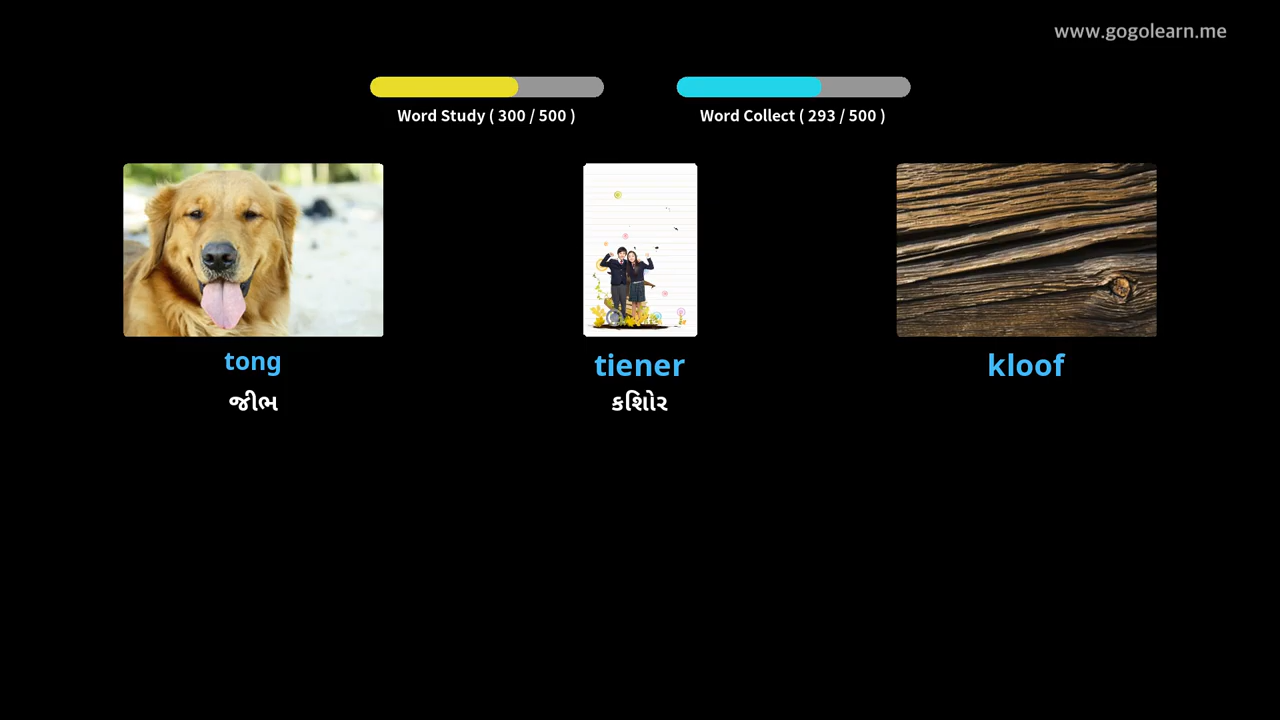 www.gogolearn.me
Word Study ( 300 / 500 )
Word Collect ( 293 / 500 )
tong
tiener
kloof
જીભ
કિશોર